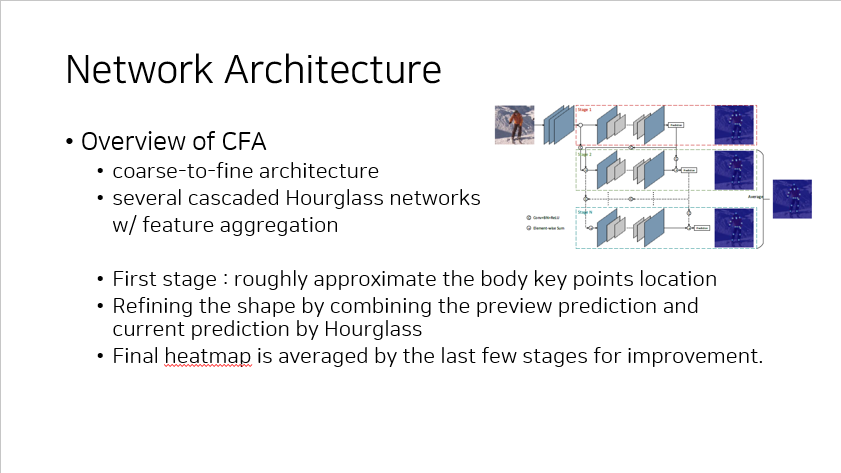 Network Architecture
• Overview of CFA
• coarse-to-fine architecture
• several cascaded Hourglass networks
w/ feature aggregation
Stage 1
Stage 2
Stage N
Average
Element-wise Sum
• First stage : roughly approximate the body key points location
• Refining the shape by combining the preview prediction and
current prediction by Hourglass
• Final heatmap is averaged by the last few stages for improvement.